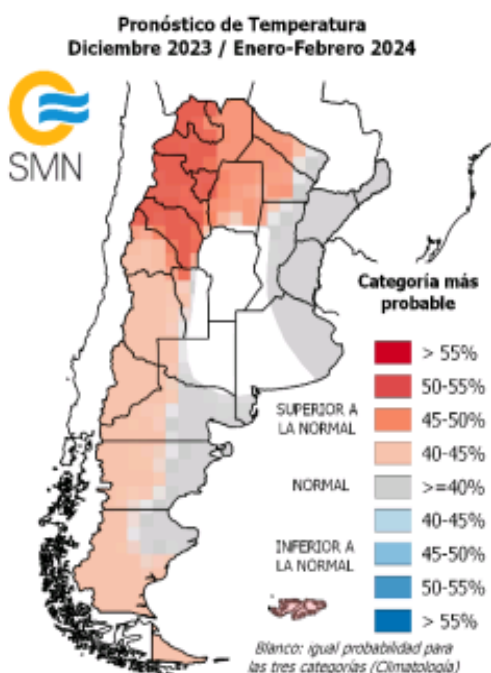 Pronóstico de Temperatura
Diciembre 2023 / Enero-Febrero 2024
SMN
Categoría más
probable
> 55%
50-55%
SUPERIOR A
LA NORMAL
45-50%
40-45%
NORMAL
>=40%
40-45%
INFERIOR A
LA NORMAL
45-50%
50-55%
> 55%
Blanco: igual probabilidad para
las tres categorías (Climatología)